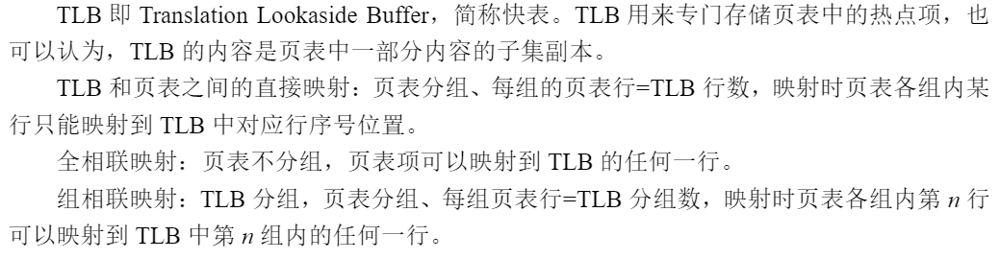 TLB 即 Translation Lookaside Buffer，简称快表。TLB 用来专门存储页表中的热点项，也
可以认为，TLB 的内容是页表中一部分内容的子集副本。
TLB 和页表之间的直接映射：页表分组、每组的页表行=TLB 行数，映射时页表各组内某
行只能映射到 TLB 中对应行序号位置。
全相联映射：页表不分组，页表项可以映射到 TLB 的任何一行。
组相联映射：TLB 分组，页表分组、每组页表行=TLB 分组数，映射时页表各组内第 n 行
可以映射到 TLB 中第 n 组内的任何一行。